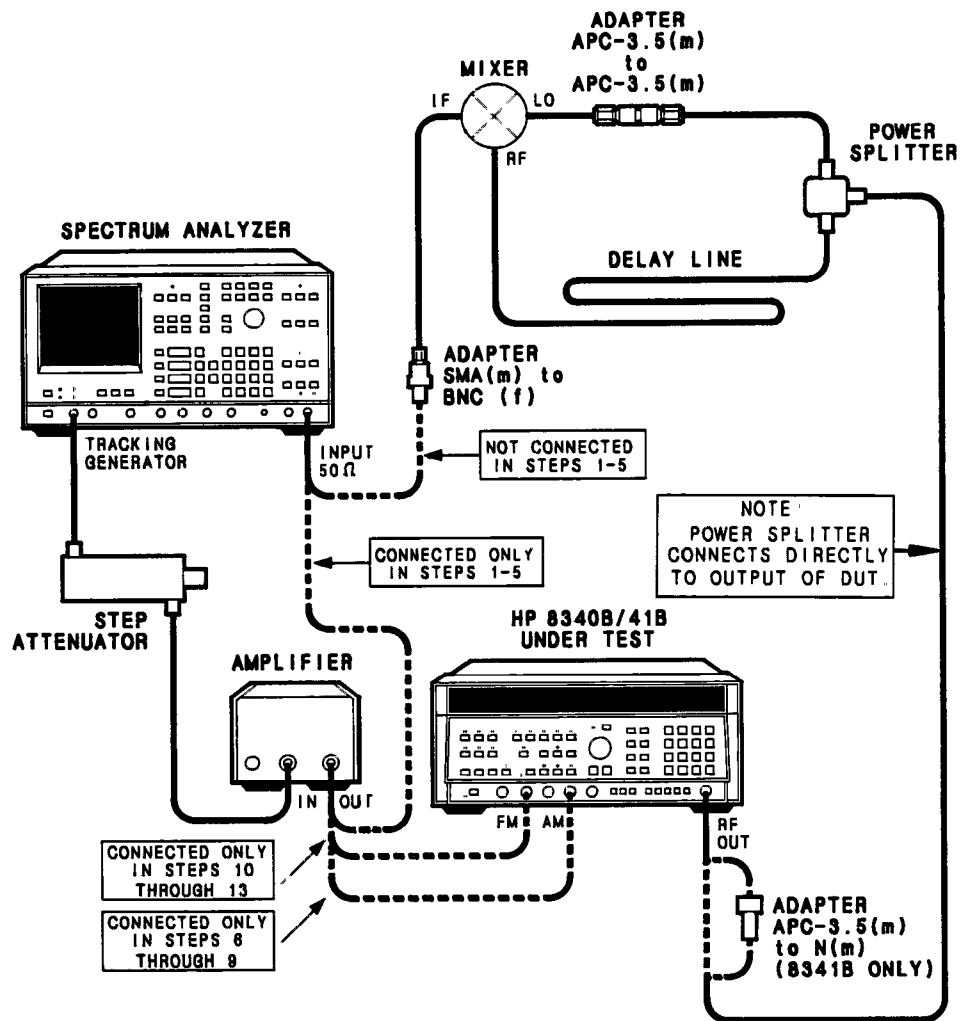 ADAPTER
APC-3.5(m)
to
APC-3.5(m)
MIXER
IF
LO
RF
POWER
SPLITTER
SPECTRUM ANALYZER
DELAY LINE
ADAPTER
SMA(m) to
BNC (f)
TRACKING
GENERATOR
INPUT
50Ω
NOT CONNECTED
IN STEPS 1-5
NOTE
POWER SPLITTER
CONNECTS DIRECTLY
TO OUTPUT OF DUT
CONNECTED ONLY
IN STEPS 1-5
STEP
ATTENUATOR
HP 8340B/41B
UNDER TEST
AMPLIFIER
IN
OUT
FM
AM
RF
OUT
CONNECTED ONLY
IN STEPS 10
THROUGH 13
CONNECTED ONLY
IN STEPS 6
THROUGH 9
ADAPTER
APC-3.5(m)
to N(m)
(8341B ONLY)